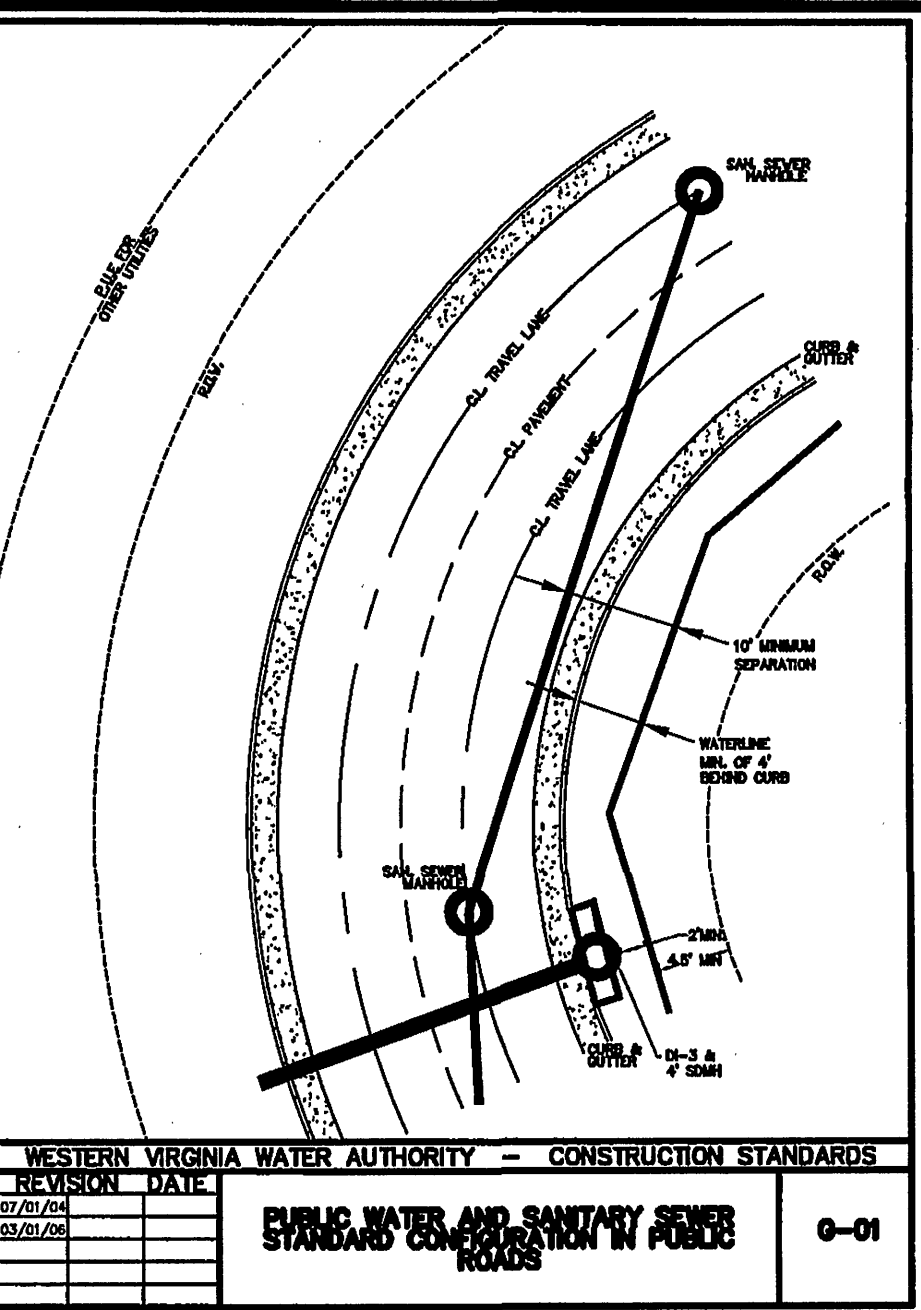 SAN. SEWER
MANHOLE
P.U.E. FOR
OTHER UTILITIES
R.O.W.
C.L. TRAVEL LANE
C.L. PAVEMENT
C.L. TRAVEL LANE
CURB &
GUTTER
R.O.W.
10' MINIMUM
SEPARATION
WATERLINE
MIN. OF 4'
BEHIND CURB
SAN. SEWER
MANHOLE
2'MIN.
4.5' MIN
CURB &
GUTTER
DI-3 &
4' SDMH
WESTERN VIRGINIA WATER AUTHORITY - CONSTRUCTION STANDARDS
REVISION DATE
07/01/04
03/01/06
PUBLIC WATER AND SANITARY SEWER
STANDARD CONFIGURATION IN PUBLIC
ROADS
G-01